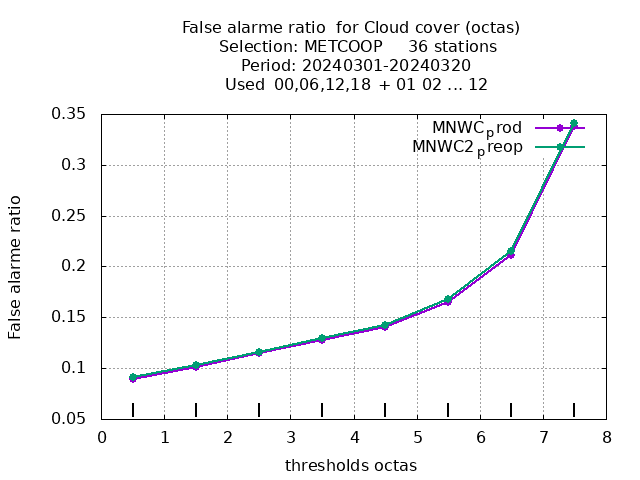 False alarme ratio  for Cloud cover (octas)
Selection: METCOOP     36 stations
Period: 20240301-20240320
Used  00,06,12,18  + 01 02 ... 12
MNWCprod
MNWC2preop
0.35
0.3
0.25
0.2
0.15
0.1
0.05
False alarme ratio
0 1 2 3 4 5 6 7 8
thresholds octas